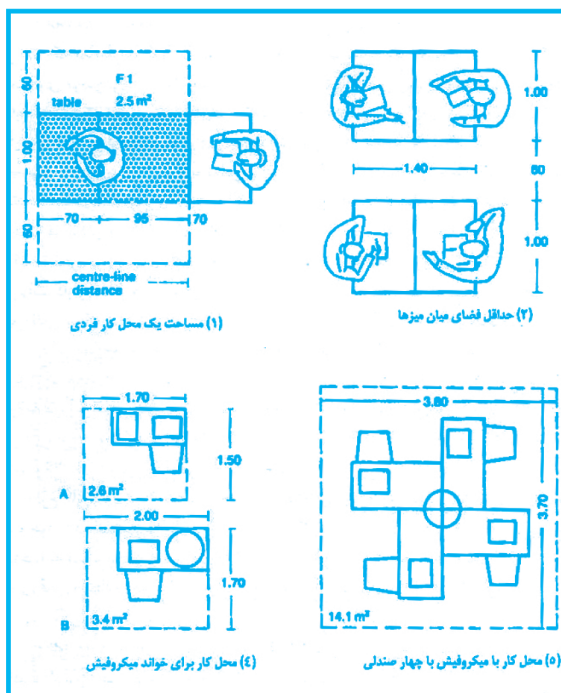 60
F 1
table
2.5 m²
1.00
70
95
70
60
centre-line
distance
(۱) مساحت یک محل کار فردی
1.00
1.40
60
1.00
(۲) حداقل فضای میان میزها
1.70
1.50
A
2.6 m²
2.00
1.70
B
3.4 m²
(٤) محل کار برای خواند میکروفیش
3.60
3.70
14.1 m²
(٥) محل کار با میکروفیش با چهار صندلی